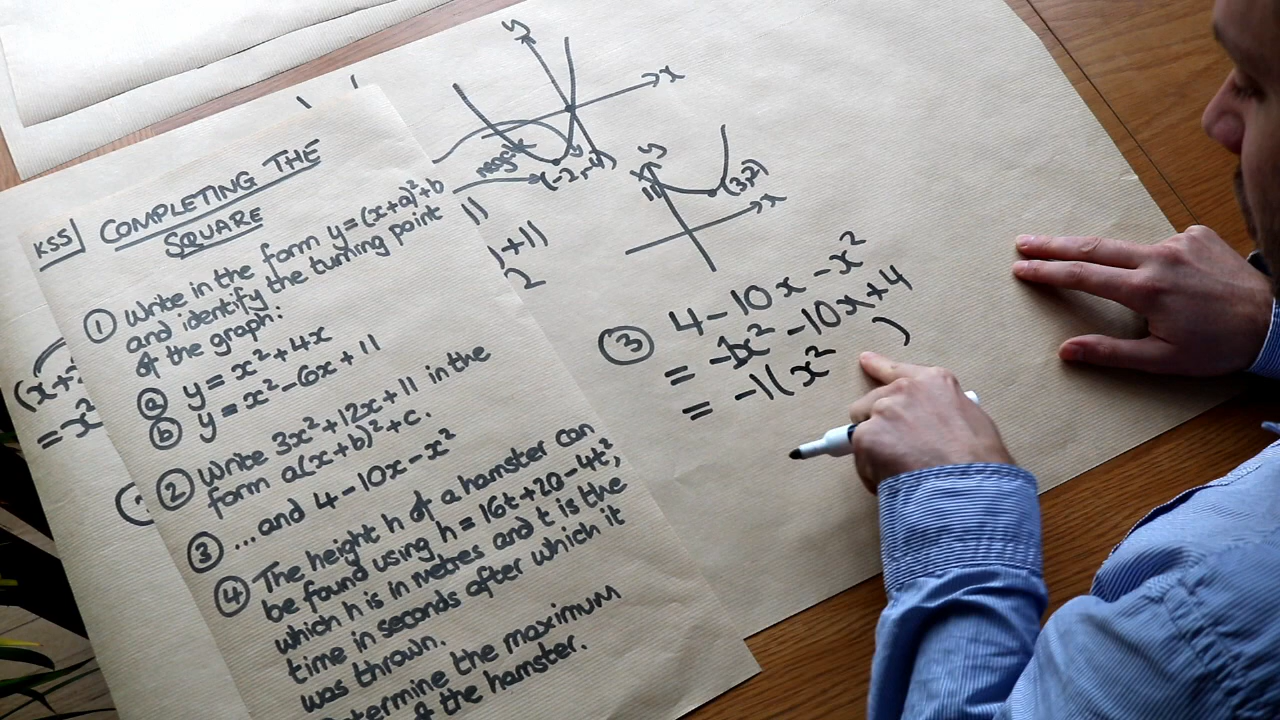 KS5
COMPLETING THE
SQUARE
① Write in the form y=(x+a)²+b
and identify the turning point
of the graph:
ⓐ y=x²+4x
ⓑ y=x²-6x+11
② Write 3x²+12x+11 in the
form a(x+b)²+c.
③ ...and 4-10x-x²
④ The height h of a hamster can
be found using h=16t+20-4t²,
which h is in metres and t is the
time in seconds after which it
was thrown.
Determine the maximum
of the hamster.
(x+
=x²
y
x
(-2,-4)
11
)+11)
2
y
11
(3,2)
x
③ 4-10x-x²
= -1x²-10x+4
= -1(x² )